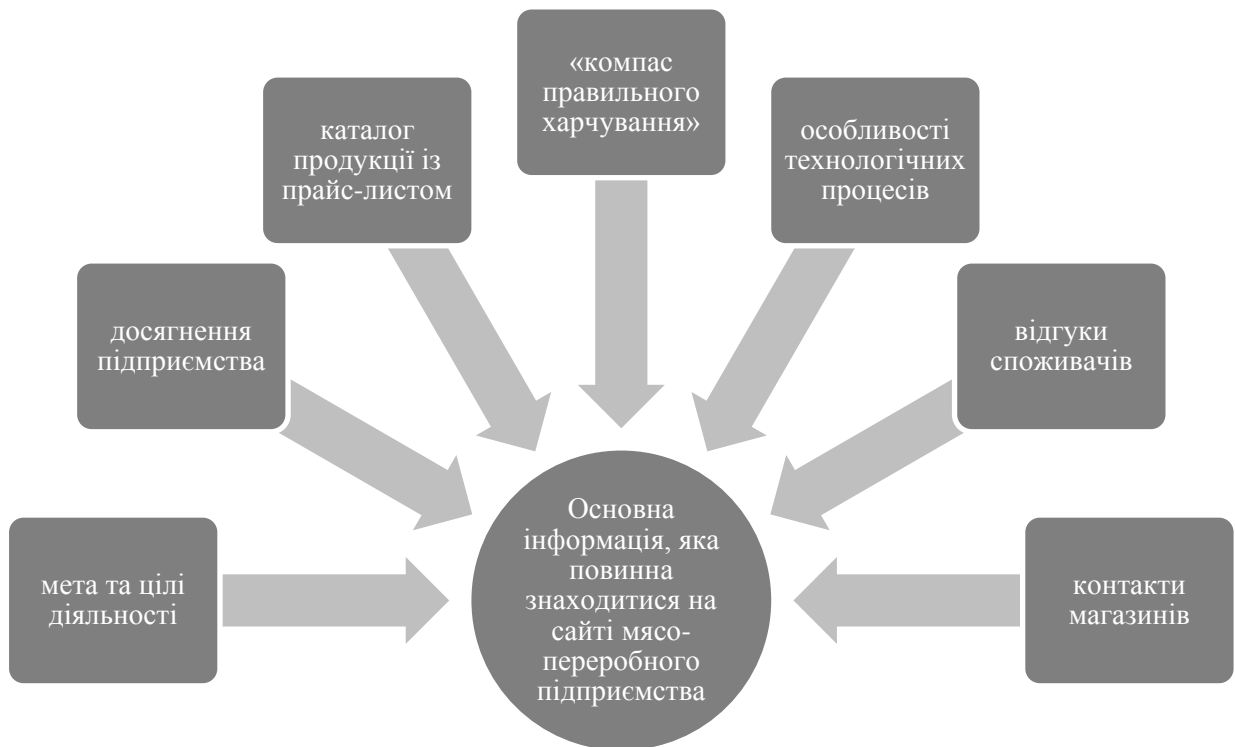 «компас
правильного
харчування»
каталог
продукції із
прайс-листом
особливості
технологічних
процесів
досягнення
підприємства
відгуки
споживачів
мета та цілі
діяльності
Основна
інформація, яка
повинна
знаходитися на
сайті мясо-
переробного
підприємства
контакти
магазинів